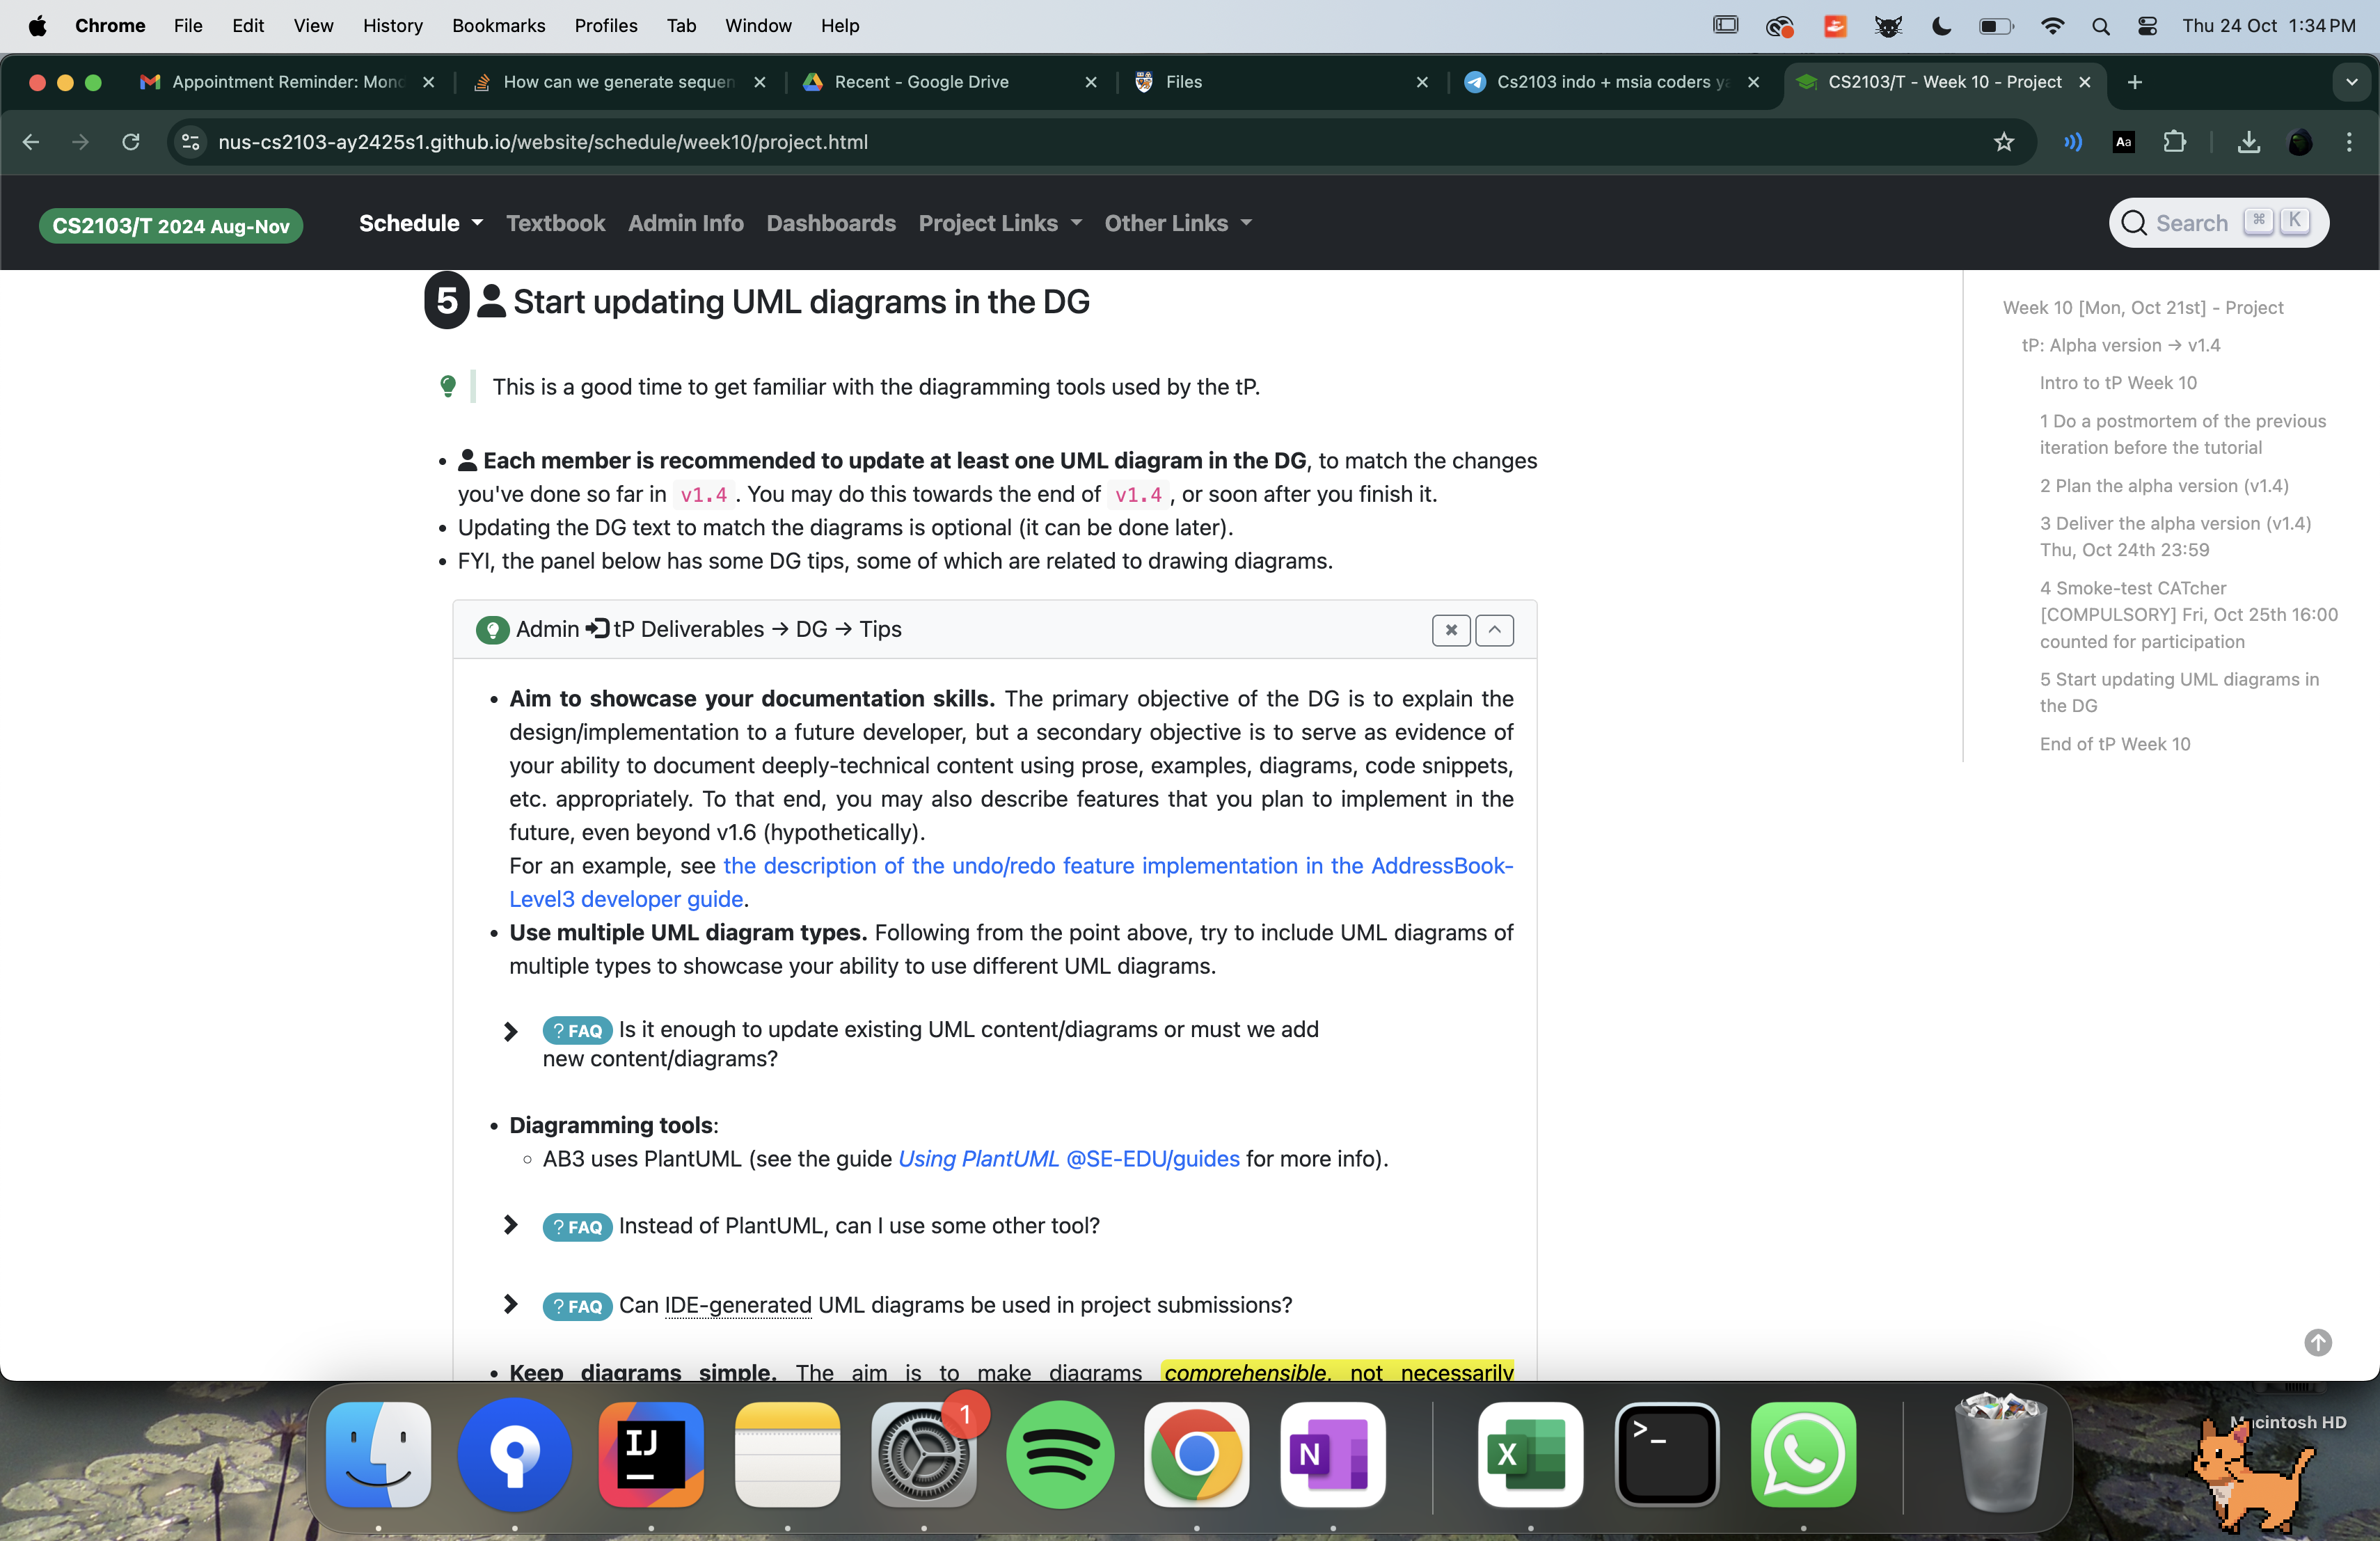 Chrome File Edit View History Bookmarks Profiles Tab Window Help Thu 24 Oct 1:34 PM
Appointment Reminder: Mond How can we generate sequen Recent - Google Drive Files Cs2103 indo + msia coders ya CS2103/T - Week 10 - Project
nus-cs2103-ay2425s1.github.io/website/schedule/week10/project.html Aa
CS2103/T 2024 Aug-Nov Schedule Textbook Admin Info Dashboards Project Links Other Links Search ⌘ K
5 Start updating UML diagrams in the DG
This is a good time to get familiar with the diagramming tools used by the tP.
• Each member is recommended to update at least one UML diagram in the DG, to match the changes
you've done so far in v1.4 . You may do this towards the end of v1.4 , or soon after you finish it.
• Updating the DG text to match the diagrams is optional (it can be done later).
• FYI, the panel below has some DG tips, some of which are related to drawing diagrams.
Admin tP Deliverables → DG → Tips
• Aim to showcase your documentation skills. The primary objective of the DG is to explain the
design/implementation to a future developer, but a secondary objective is to serve as evidence of
your ability to document deeply-technical content using prose, examples, diagrams, code snippets,
etc. appropriately. To that end, you may also describe features that you plan to implement in the
future, even beyond v1.6 (hypothetically).
For an example, see the description of the undo/redo feature implementation in the AddressBook-
Level3 developer guide.
• Use multiple UML diagram types. Following from the point above, try to include UML diagrams of
multiple types to showcase your ability to use different UML diagrams.
? FAQ Is it enough to update existing UML content/diagrams or must we add
new content/diagrams?
• Diagramming tools:
◦ AB3 uses PlantUML (see the guide Using PlantUML @SE-EDU/guides for more info).
? FAQ Instead of PlantUML, can I use some other tool?
? FAQ Can IDE-generated UML diagrams be used in project submissions?
• Keep diagrams simple. The aim is to make diagrams comprehensible, not necessarily
Week 10 [Mon, Oct 21st] - Project
tP: Alpha version → v1.4
Intro to tP Week 10
1 Do a postmortem of the previous
iteration before the tutorial
2 Plan the alpha version (v1.4)
3 Deliver the alpha version (v1.4)
Thu, Oct 24th 23:59
4 Smoke-test CATcher
[COMPULSORY] Fri, Oct 25th 16:00
counted for participation
5 Start updating UML diagrams in
the DG
End of tP Week 10
IJ
1
N
X
>_
cintosh HD